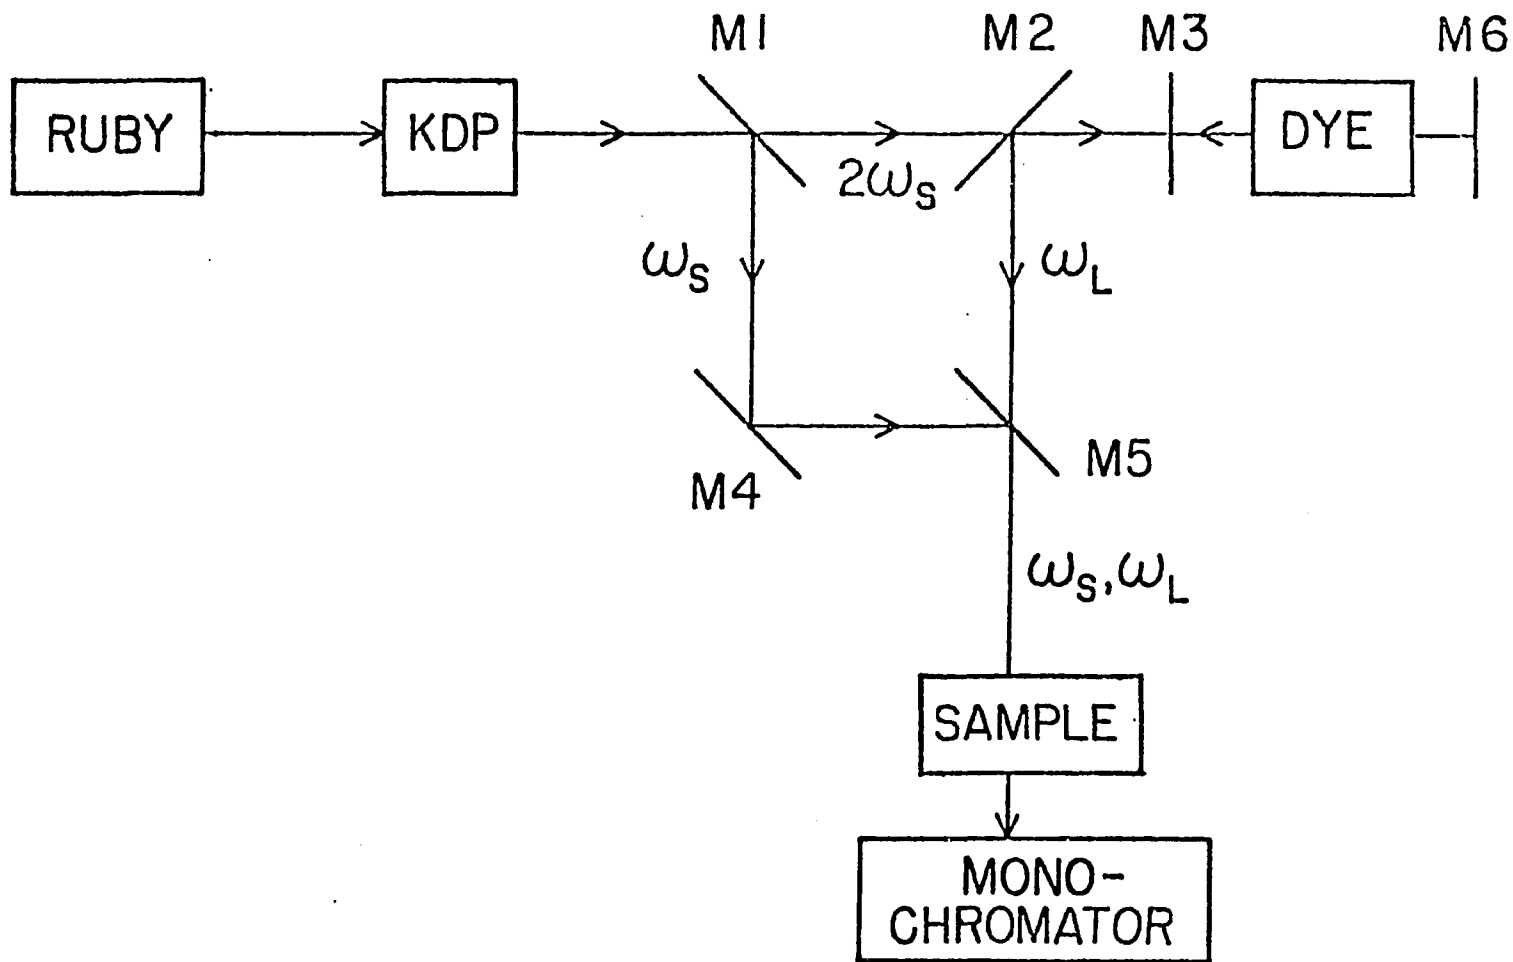 M1
M2
M3
M6
RUBY
KDP
DYE
2ωS
ωS
ωL
M4
M5
ωS, ωL
SAMPLE
MONO-
CHROMATOR